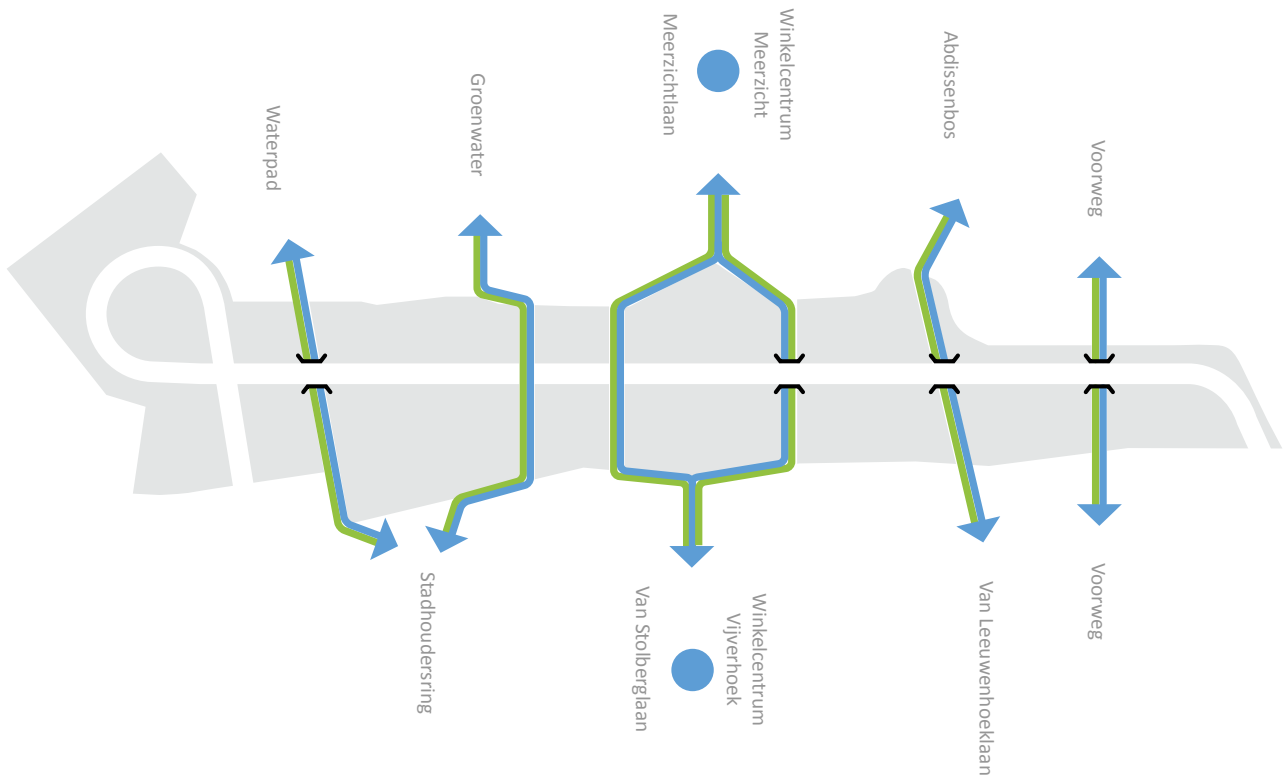 Waterpad
Groenwater
Meerzichtlaan
Winkelcentrum
Meerzicht
Abdissenbos
Voorweg
Stadhoudersring
Van Stolberglaan
Winkelcentrum
Vijverhoek
Van Leeuwenhoeklaan
Voorweg